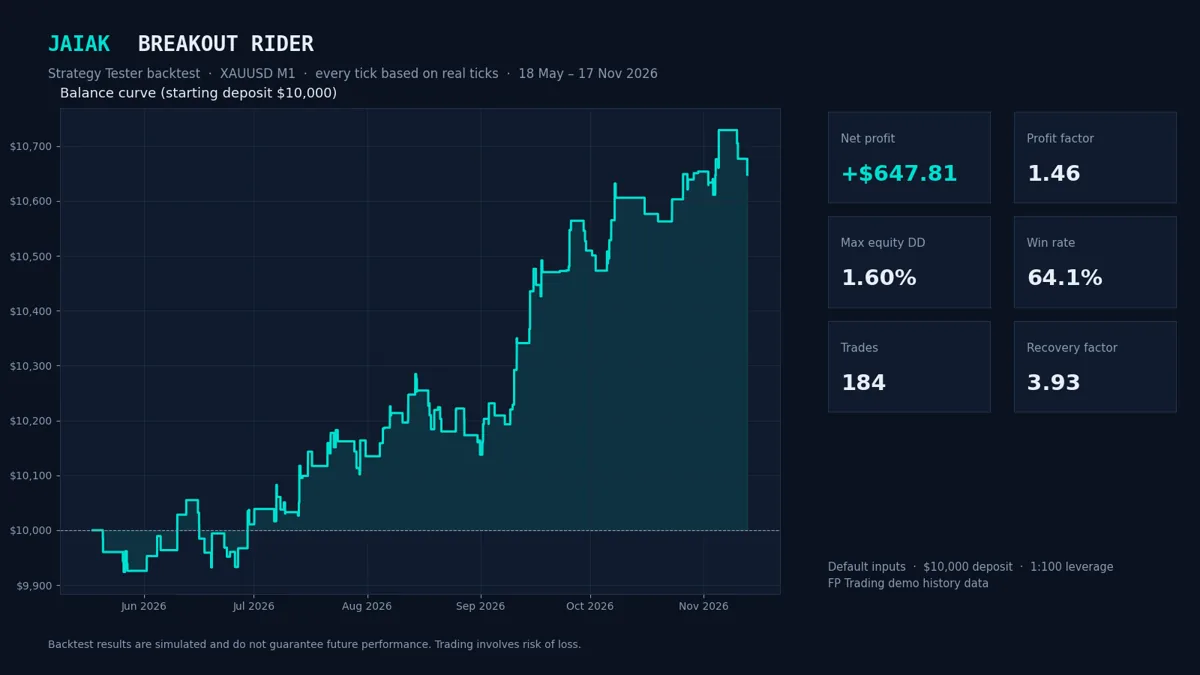 JAIAK BREAKOUT RIDER
Strategy Tester backtest · XAUUSD M1 · every tick based on real ticks · 18 May – 17 Nov 2026
Balance curve (starting deposit $10,000)
$10,700
$10,600
$10,500
$10,400
$10,300
$10,200
$10,100
$10,000
$9,900
Jun 2026 Jul 2026 Aug 2026 Sep 2026 Oct 2026 Nov 2026
Net profit
+$647.81
Profit factor
1.46
Max equity DD
1.60%
Win rate
64.1%
Trades
184
Recovery factor
3.93
Default inputs · $10,000 deposit · 1:100 leverage
FP Trading demo history data
Backtest results are simulated and do not guarantee future performance. Trading involves risk of loss.